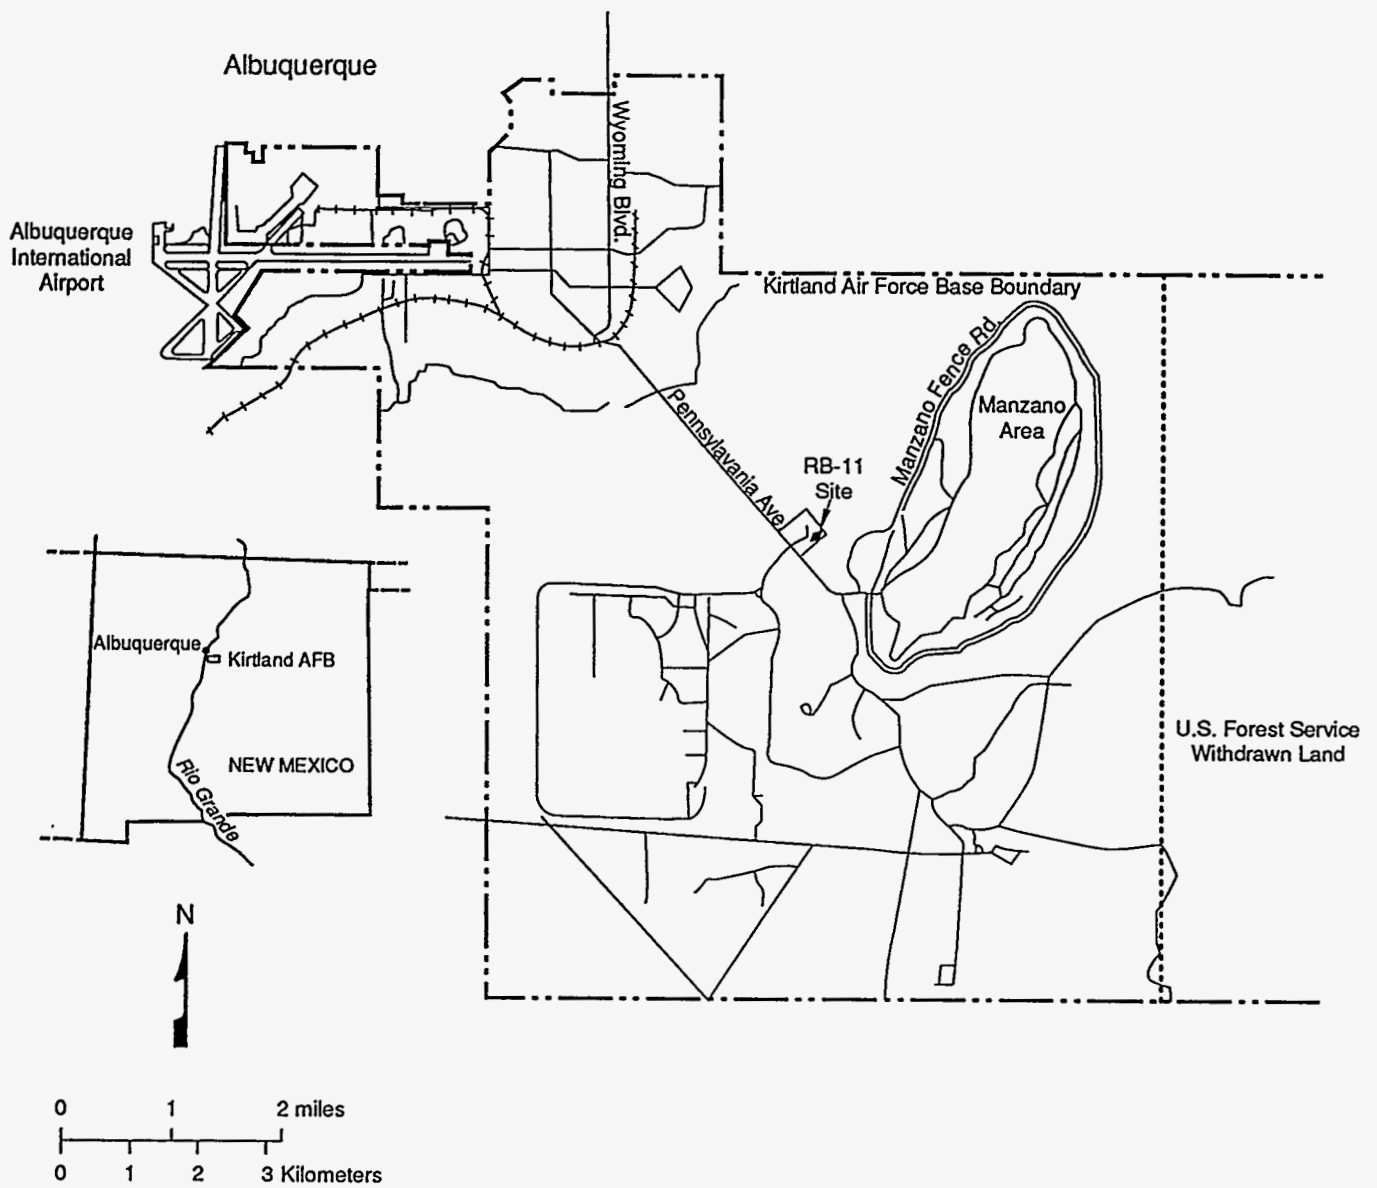 Albuquerque
Wyoming Blvd.
Albuquerque
International
Airport
Kirtland Air Force Base Boundary
Manzano Fence Rd.
Manzano
Area
Pennsylavania Ave.
RB-11
Site
Albuquerque
Kirtland AFB
NEW MEXICO
Rio Grande
U.S. Forest Service
Withdrawn Land
N
0 1 2 miles
0 1 2 3 Kilometers